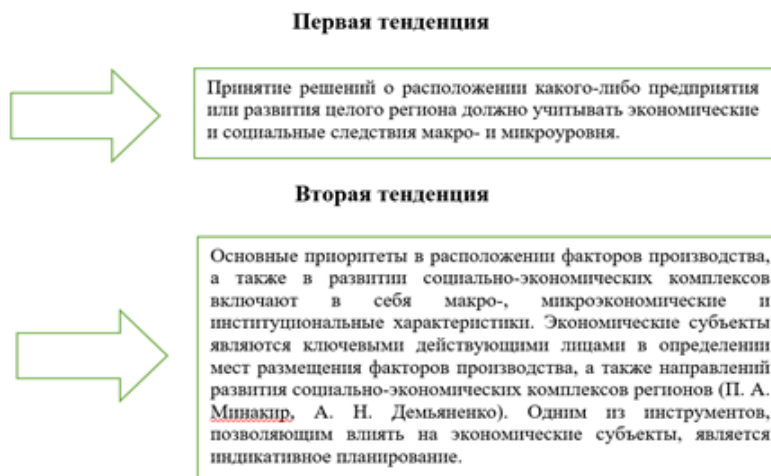 Первая тенденция
Принятие решений о расположении какого-либо предприятия
или развития целого региона должно учитывать экономические
и социальные следствия макро- и микроуровня.
Вторая тенденция
Основные приоритеты в расположении факторов производства,
а также в развитии социально-экономических комплексов
включают в себя макро-, микроэкономические и
институциональные характеристики. Экономические субъекты
являются ключевыми действующими лицами в определении
мест размещения факторов производства, а также направлений
развития социально-экономических комплексов регионов (П. А.
Минакир, А. Н. Демьяненко). Одним из инструментов,
позволяющим влиять на экономические субъекты, является
индикативное планирование.